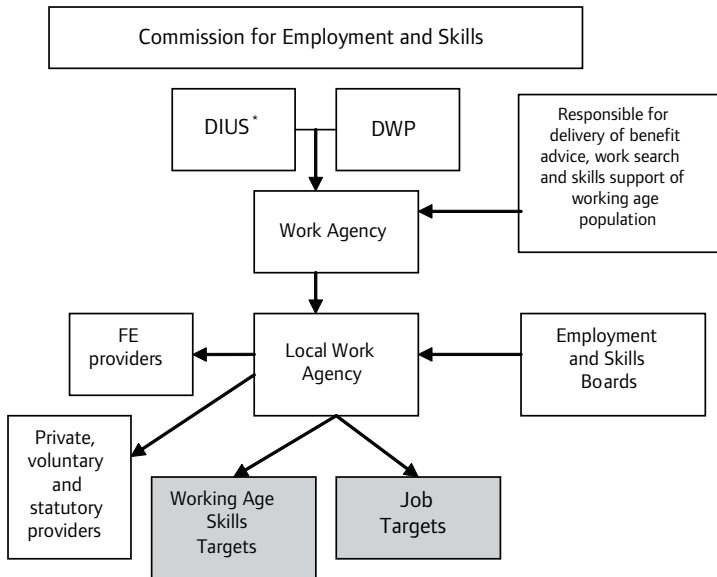 Commission for Employment and Skills
DIUS *
DWP
Responsible for
delivery of benefit
advice, work search
and skills support of
working age
population
Work Agency
FE
providers
Local Work
Agency
Employment
and Skills
Boards
Private,
voluntary
and
statutory
providers
Working Age
Skills
Targets
Job
Targets